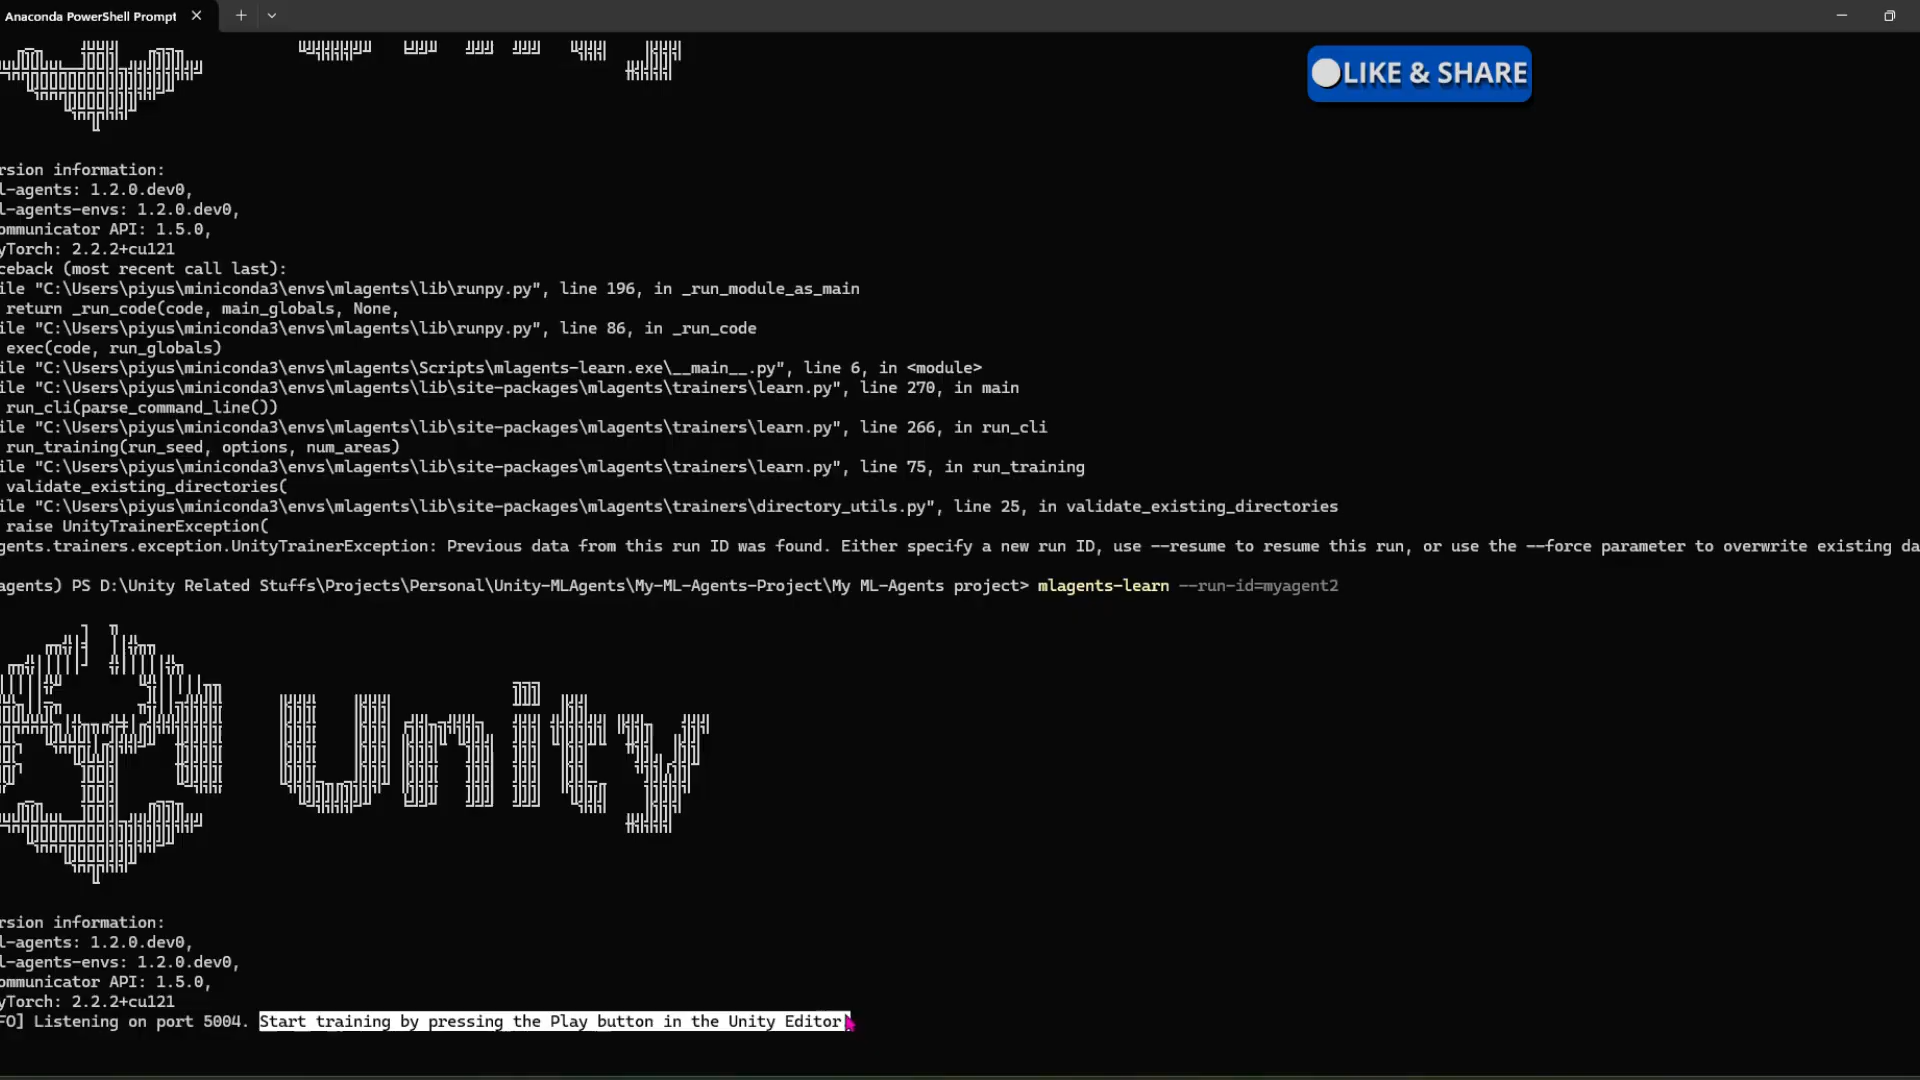 Anaconda PowerShell Prompt
LIKE & SHARE
rsion information:
l-agents: 1.2.0.dev0,
l-agents-envs: 1.2.0.dev0,
ommunicator API: 1.5.0,
yTorch: 2.2.2+cu121
ceback (most recent call last):
ile "C:\Users\piyus\miniconda3\envs\mlagents\lib\runpy.py", line 196, in _run_module_as_main
return _run_code(code, main_globals, None,
ile "C:\Users\piyus\miniconda3\envs\mlagents\lib\runpy.py", line 86, in _run_code
exec(code, run_globals)
ile "C:\Users\piyus\miniconda3\envs\mlagents\Scripts\mlagents-learn.exe\__main__.py", line 6, in <module>
ile "C:\Users\piyus\miniconda3\envs\mlagents\lib\site-packages\mlagents\trainers\learn.py", line 270, in main
run_cli(parse_command_line())
ile "C:\Users\piyus\miniconda3\envs\mlagents\lib\site-packages\mlagents\trainers\learn.py", line 266, in run_cli
run_training(run_seed, options, num_areas)
ile "C:\Users\piyus\miniconda3\envs\mlagents\lib\site-packages\mlagents\trainers\learn.py", line 75, in run_training
validate_existing_directories(
ile "C:\Users\piyus\miniconda3\envs\mlagents\lib\site-packages\mlagents\trainers\directory_utils.py", line 25, in validate_existing_directories
raise UnityTrainerException(
gents.trainers.exception.UnityTrainerException: Previous data from this run ID was found. Either specify a new run ID, use --resume to resume this run, or use the --force parameter to overwrite existing da
agents) PS D:\Unity Related Stuffs\Projects\Personal\Unity-MLAgents\My-ML-Agents-Project\My ML-Agents project> mlagents-learn --run-id=myagent2
Unity
rsion information:
l-agents: 1.2.0.dev0,
l-agents-envs: 1.2.0.dev0,
ommunicator API: 1.5.0,
yTorch: 2.2.2+cu121
FO] Listening on port 5004. Start training by pressing the Play button in the Unity Editor